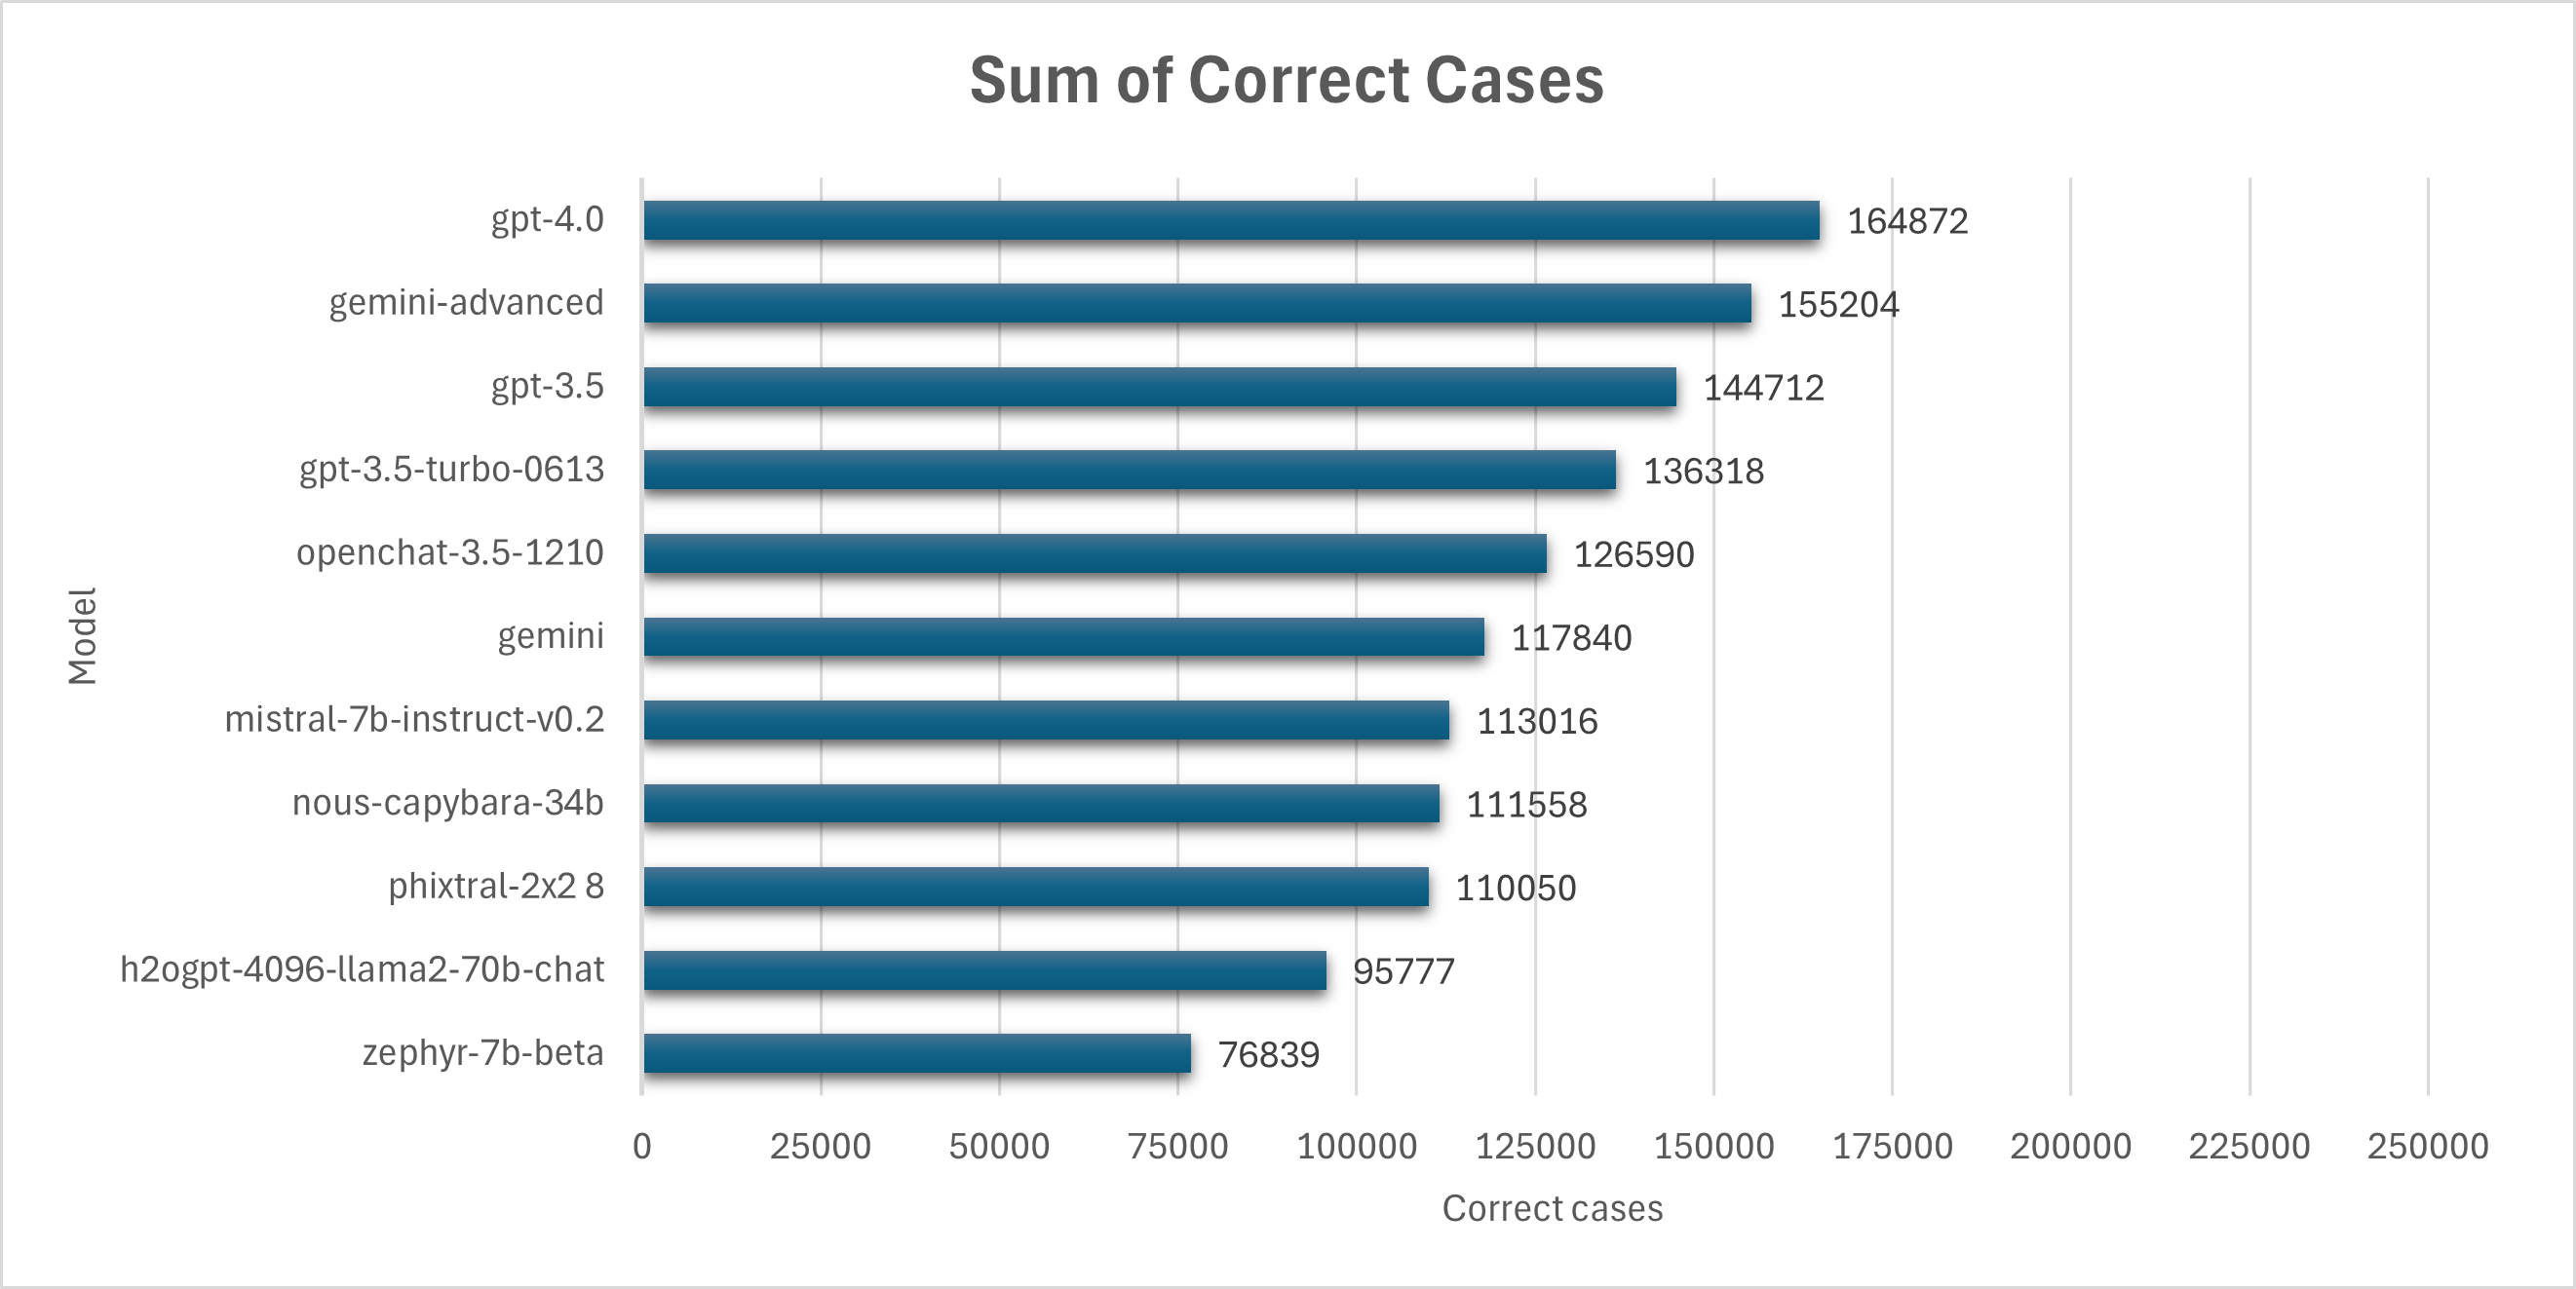 Sum of Correct Cases
Model
gpt-4.0 164872
gemini-advanced 155204
gpt-3.5 144712
gpt-3.5-turbo-0613 136318
openchat-3.5-1210 126590
gemini 117840
mistral-7b-instruct-v0.2 113016
nous-capybara-34b 111558
phixtral-2x2 8 110050
h2ogpt-4096-llama2-70b-chat 95777
zephyr-7b-beta 76839
0 25000 50000 75000 100000 125000 150000 175000 200000 225000 250000
Correct cases